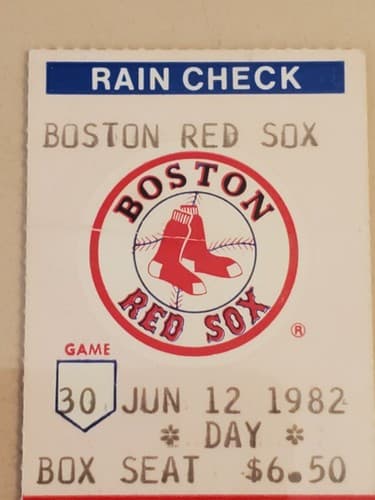 RAIN CHECK
BOSTON RED SOX
BOSTON
RED SOX
®
GAME
30 JUN 12 1982
* DAY *
BOX SEAT $6.50